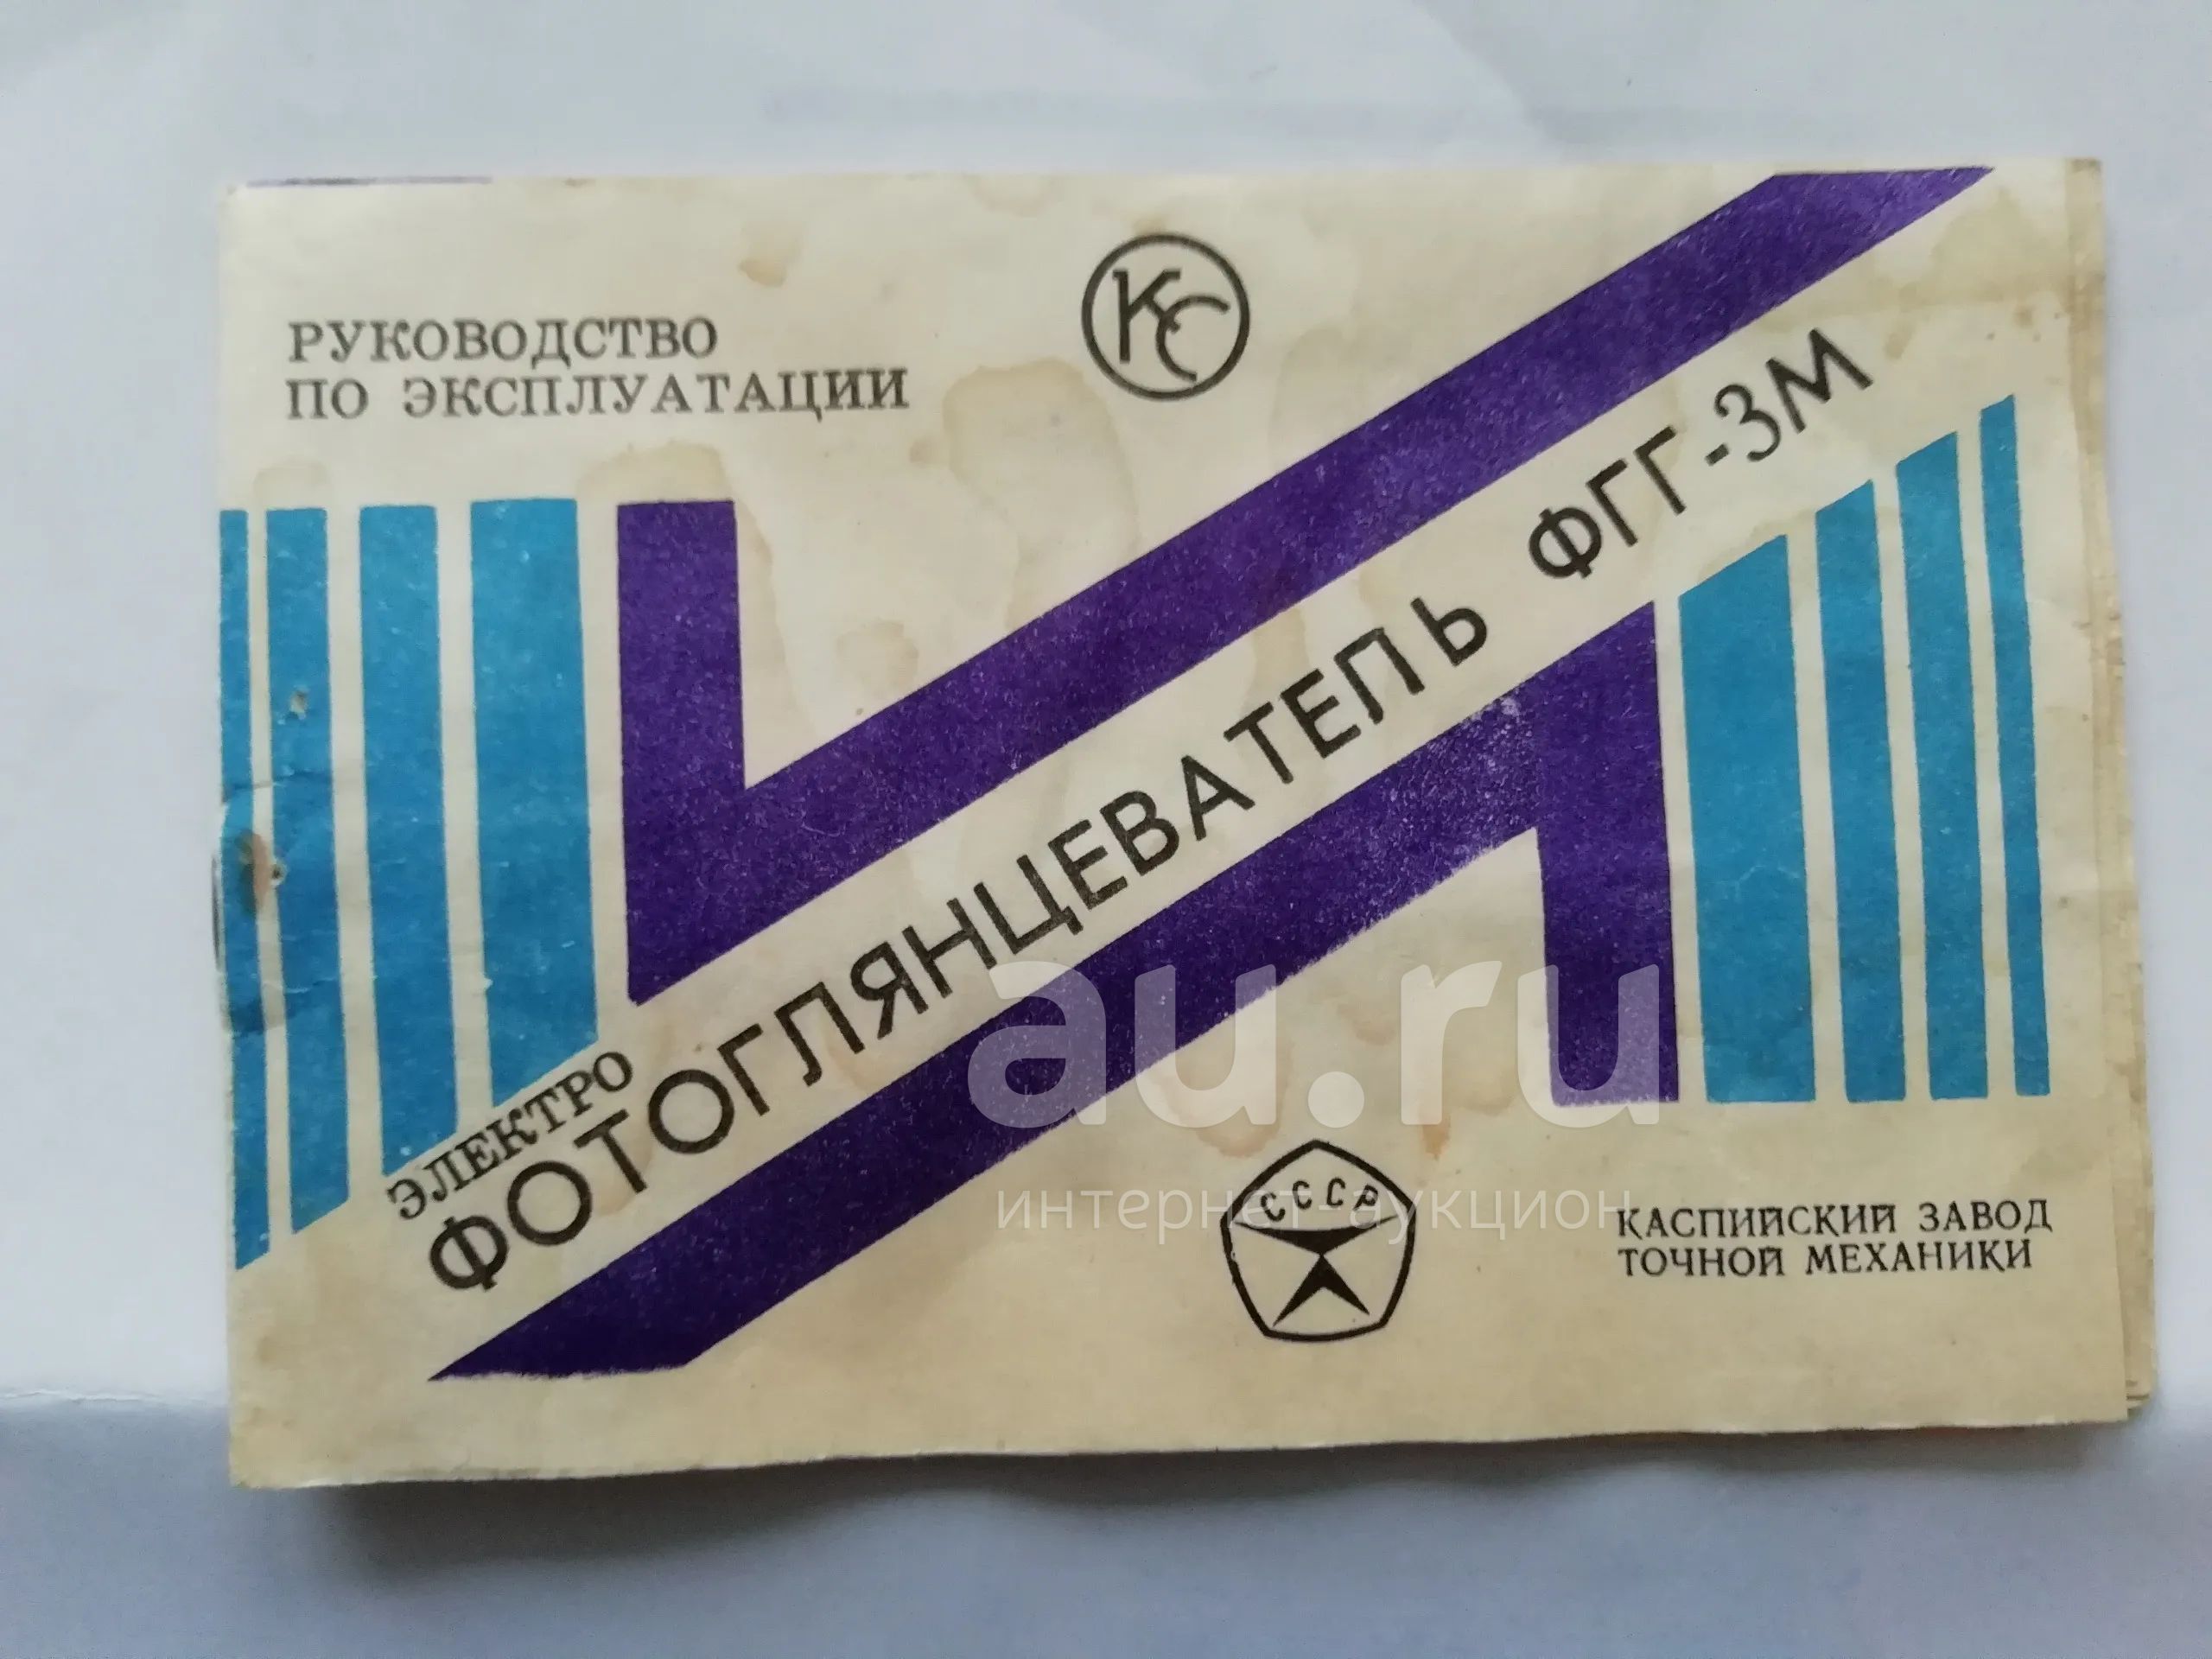 РУКОВОДСТВО
ПО ЭКСПЛУАТАЦИИ
КС
ЭЛЕКТРО
ФОТОГЛЯНЦЕВАТЕЛЬ ФГГ-3М
au.ru
интернет-аукцион
СССР
КАСПИЙСКИЙ ЗАВОД
ТОЧНОЙ МЕХАНИКИ